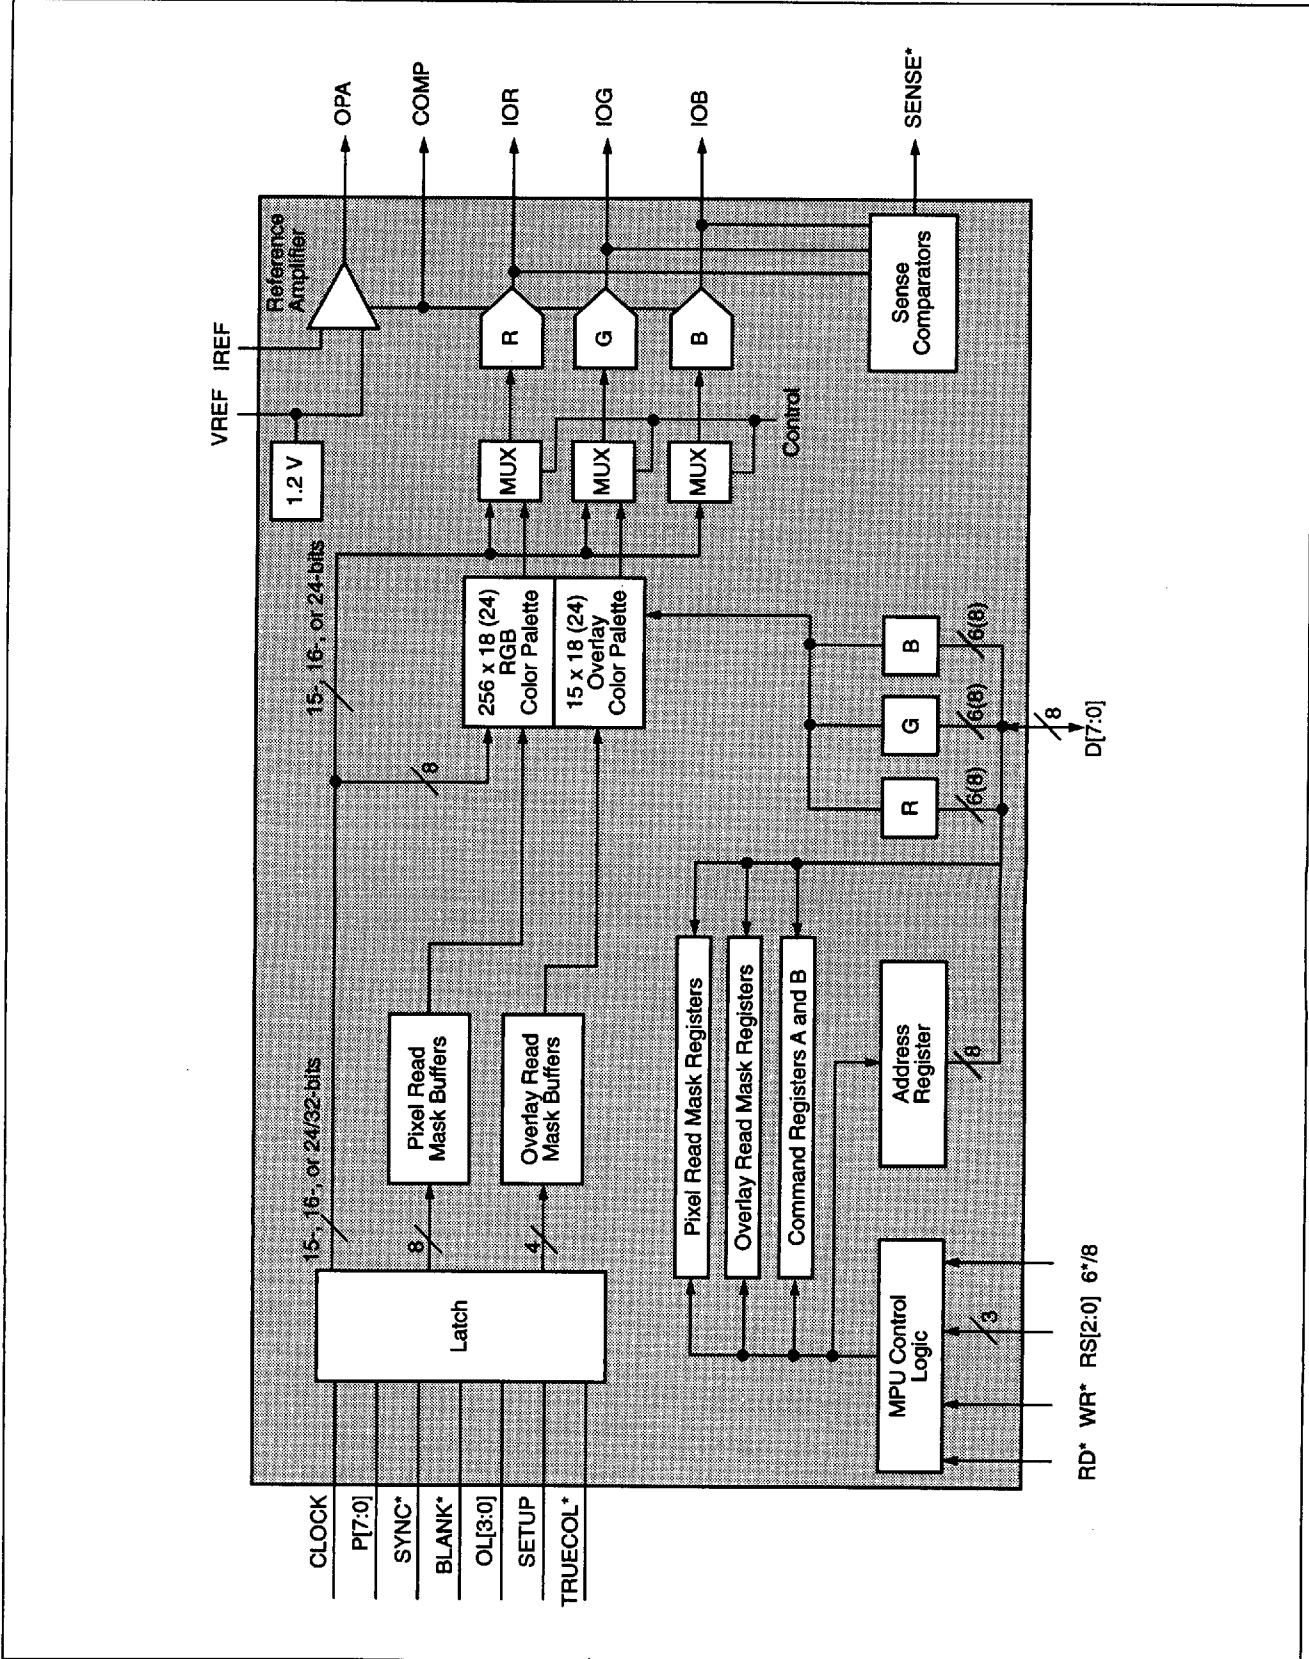 CLOCK
P[7:0]
SYNC*
BLANK*
OL[3:0]
SETUP
TRUECOL*
Latch
15-, 16-, or 24/32-bits
8
4
Pixel Read
Mask Buffers
Overlay Read
Mask Buffers
8
15-, 16-, or 24-bits
256 x 18 (24)
RGB
Color Palette
15 x 18 (24)
Overlay
Color Palette
1.2 V
VREF
IREF
Reference
Amplifier
MUX
MUX
MUX
Control
R
G
B
OPA
COMP
IOR
IOG
IOB
SENSE*
Sense
Comparators
Pixel Read Mask Registers
Overlay Read Mask Registers
Command Registers A and B
MPU Control
Logic
Address
Register
8
R
G
B
6(8)
6(8)
6(8)
8
D[7:0]
3
RD*
WR*
RS[2:0]
6*/8